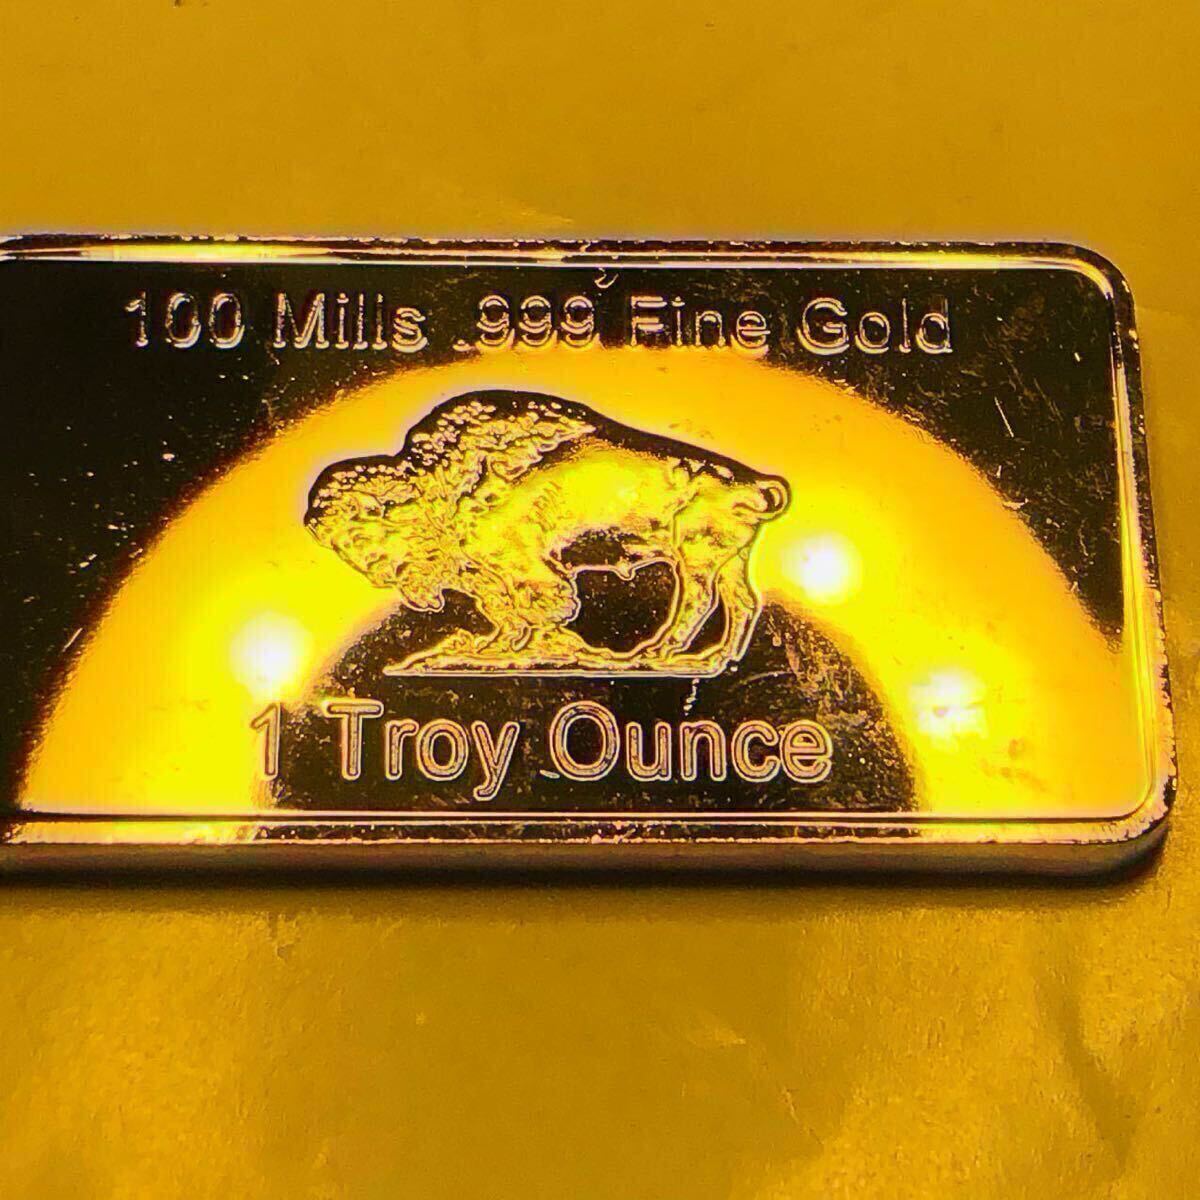 100 Mills .999 Fine Gold
1 Troy Ounce